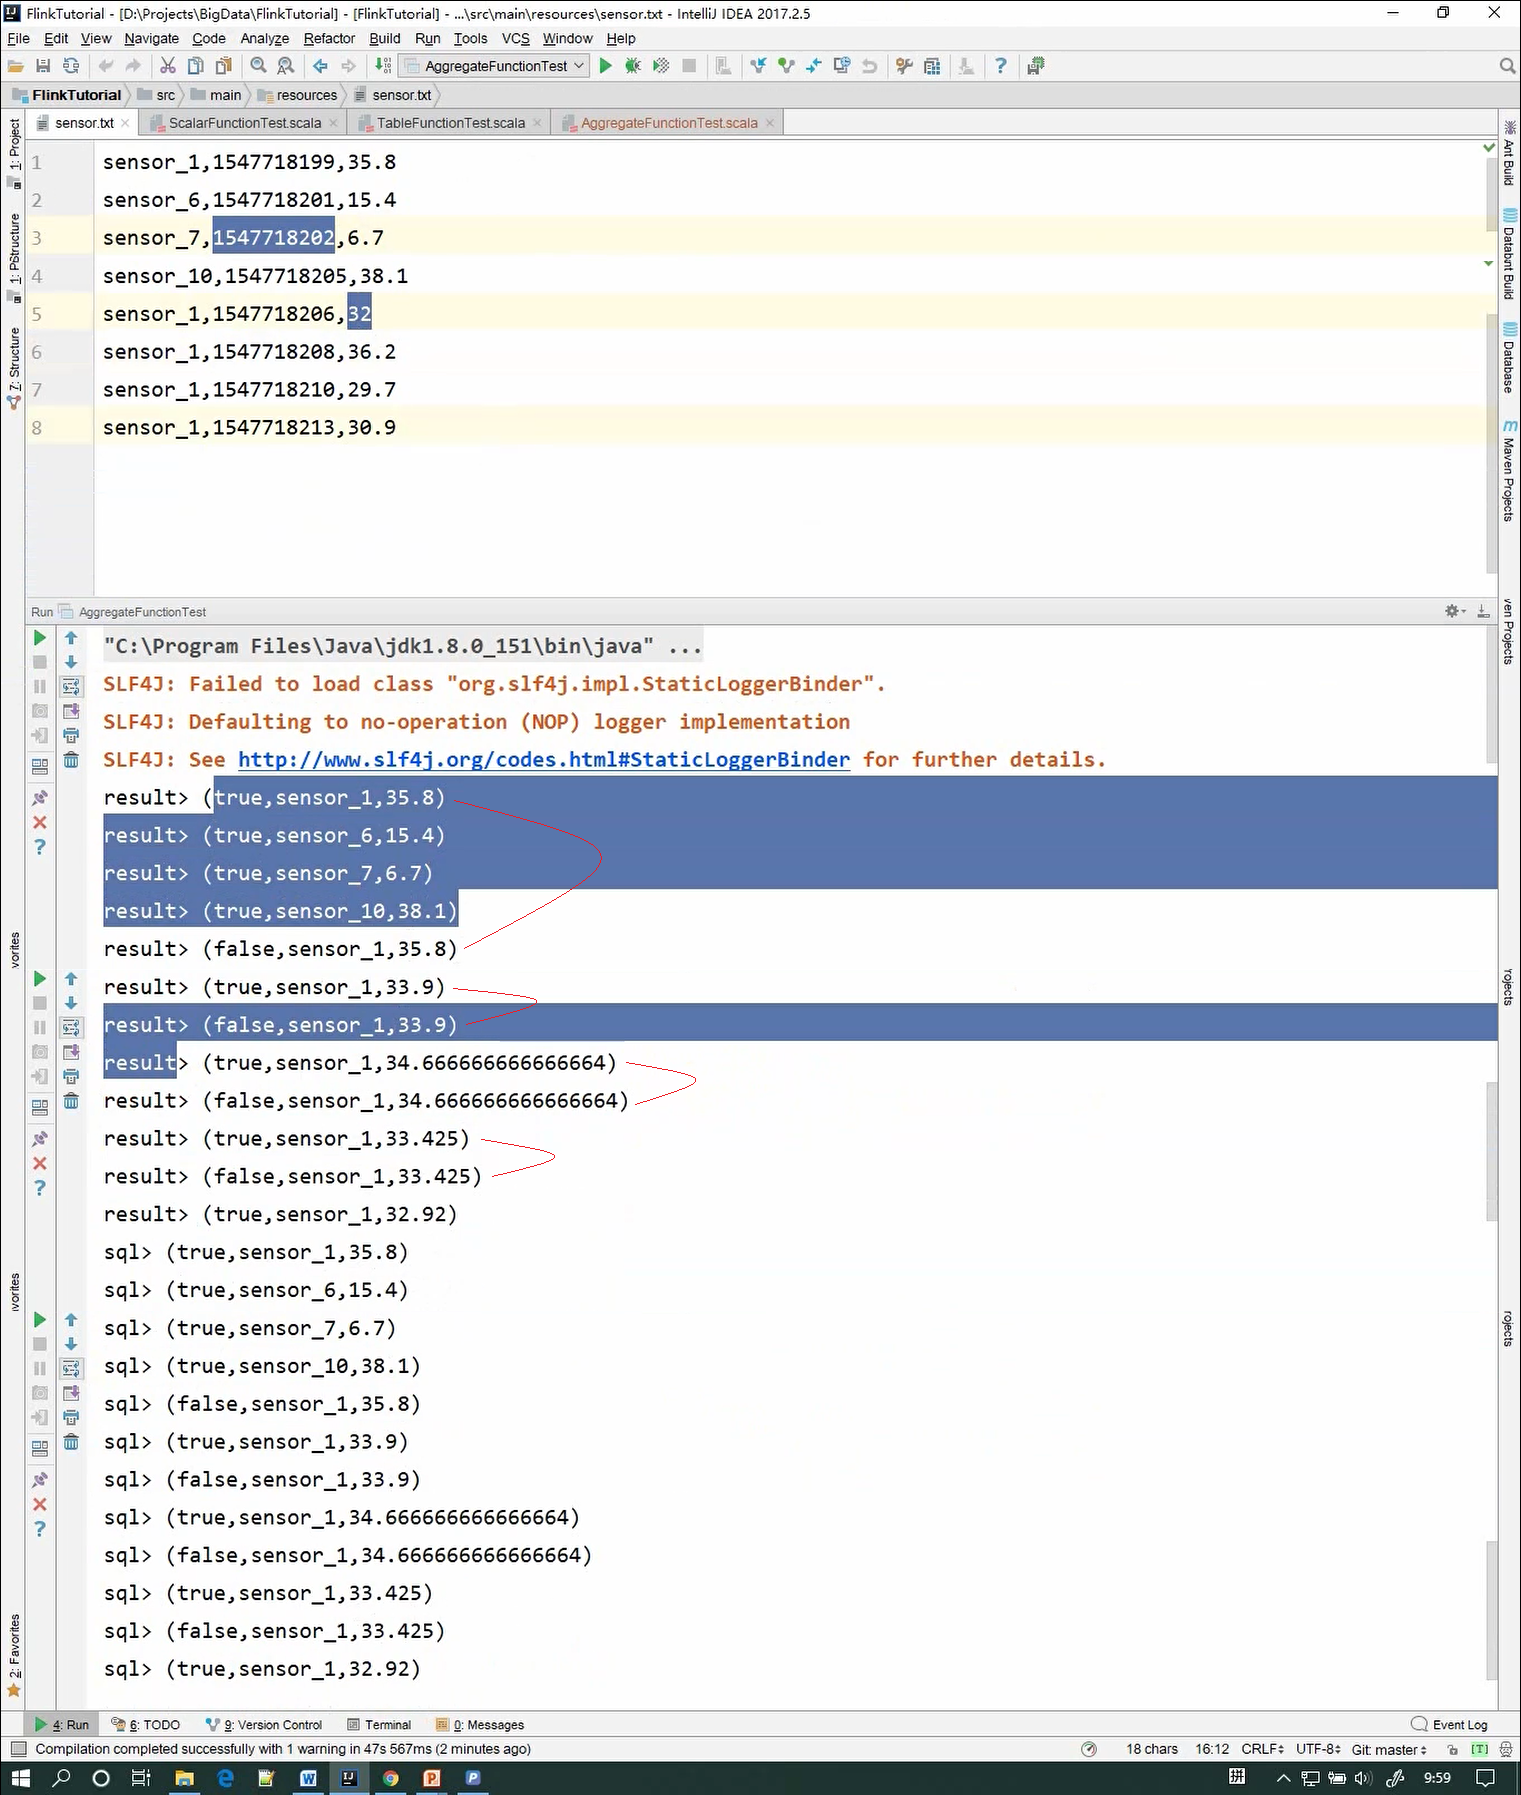 FlinkTutorial - [D:\Projects\BigData\FlinkTutorial] - [FlinkTutorial] - ...\src\main\resources\sensor.txt - IntelliJ IDEA 2017.2.5
File Edit View Navigate Code Analyze Refactor Build Run Tools VCS Window Help
AggregateFunctionTest
FlinkTutorial src main resources sensor.txt
sensor.txt ScalarFunctionTest.scala TableFunctionTest.scala AggregateFunctionTest.scala
1 sensor_1,1547718199,35.8
2 sensor_6,1547718201,15.4
3 sensor_7,1547718202,6.7
4 sensor_10,1547718205,38.1
5 sensor_1,1547718206,32
6 sensor_1,1547718208,36.2
7 sensor_1,1547718210,29.7
8 sensor_1,1547718213,30.9
1: Project
7: Structure
Ant Build
Database
Maven Projects
Run AggregateFunctionTest
"C:\Program Files\Java\jdk1.8.0_151\bin\java" ...
SLF4J: Failed to load class "org.slf4j.impl.StaticLoggerBinder".
SLF4J: Defaulting to no-operation (NOP) logger implementation
SLF4J: See http://www.slf4j.org/codes.html#StaticLoggerBinder for further details.
result> (true,sensor_1,35.8)
result> (true,sensor_6,15.4)
result> (true,sensor_7,6.7)
result> (true,sensor_10,38.1)
result> (false,sensor_1,35.8)
result> (true,sensor_1,33.9)
result> (false,sensor_1,33.9)
result> (true,sensor_1,34.666666666666664)
result> (false,sensor_1,34.666666666666664)
result> (true,sensor_1,33.425)
result> (false,sensor_1,33.425)
result> (true,sensor_1,32.92)
sql> (true,sensor_1,35.8)
sql> (true,sensor_6,15.4)
sql> (true,sensor_7,6.7)
sql> (true,sensor_10,38.1)
sql> (false,sensor_1,35.8)
sql> (true,sensor_1,33.9)
sql> (false,sensor_1,33.9)
sql> (true,sensor_1,34.666666666666664)
sql> (false,sensor_1,34.666666666666664)
sql> (true,sensor_1,33.425)
sql> (false,sensor_1,33.425)
sql> (true,sensor_1,32.92)
2: Favorites
4: Run 6: TODO 9: Version Control Terminal 0: Messages Event Log
Compilation completed successfully with 1 warning in 47s 567ms (2 minutes ago) 18 chars 16:12 CRLF UTF-8 Git: master
拼 9:59